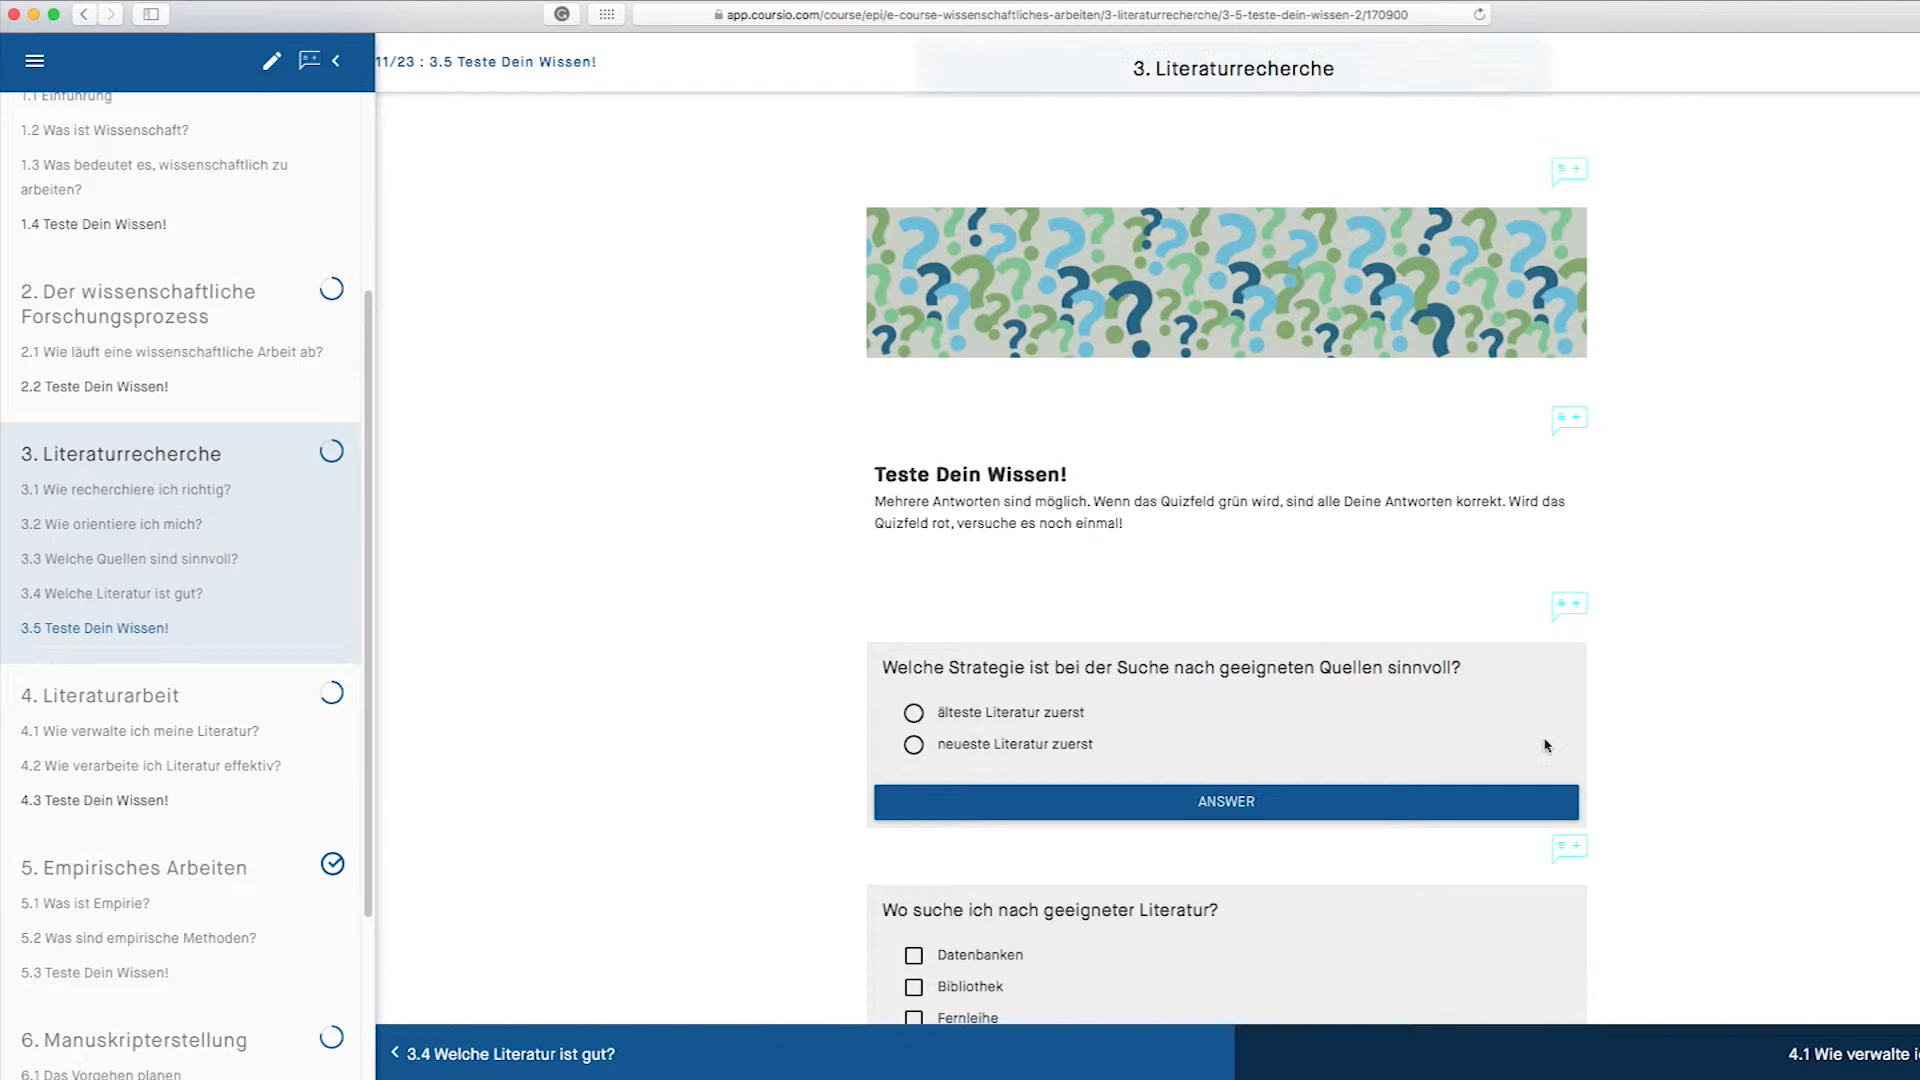 app.coursio.com/course/epi/e-course-wissenschaftliches-arbeiten/3-literaturrecherche/3-5-teste-dein-wissen-2/170900
11/23 : 3.5 Teste Dein Wissen!
3. Literaturrecherche
1.1 Einführung
1.2 Was ist Wissenschaft?
1.3 Was bedeutet es, wissenschaftlich zu
arbeiten?
1.4 Teste Dein Wissen!
2. Der wissenschaftliche
Forschungsprozess
2.1 Wie läuft eine wissenschaftliche Arbeit ab?
2.2 Teste Dein Wissen!
3. Literaturrecherche
3.1 Wie recherchiere ich richtig?
3.2 Wie orientiere ich mich?
3.3 Welche Quellen sind sinnvoll?
3.4 Welche Literatur ist gut?
3.5 Teste Dein Wissen!
4. Literaturarbeit
4.1 Wie verwalte ich meine Literatur?
4.2 Wie verarbeite ich Literatur effektiv?
4.3 Teste Dein Wissen!
5. Empirisches Arbeiten
5.1 Was ist Empirie?
5.2 Was sind empirische Methoden?
5.3 Teste Dein Wissen!
6. Manuskripterstellung
6.1 Das Vorgehen planen
Teste Dein Wissen!
Mehrere Antworten sind möglich. Wenn das Quizfeld grün wird, sind alle Deine Antworten korrekt. Wird das
Quizfeld rot, versuche es noch einmal!
Welche Strategie ist bei der Suche nach geeigneten Quellen sinnvoll?
älteste Literatur zuerst
neueste Literatur zuerst
ANSWER
Wo suche ich nach geeigneter Literatur?
Datenbanken
Bibliothek
Fernleihe
3.4 Welche Literatur ist gut?
4.1 Wie verwalte